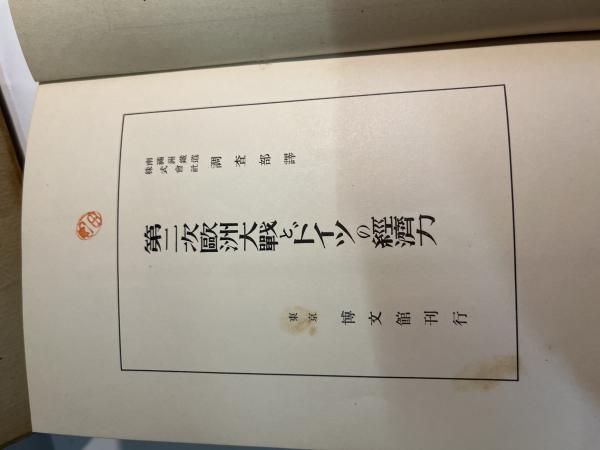 南滿洲鐵道
株式會社
調査部譯
第二次歐洲大戰とドイツの經濟力
東京 博文館刊行